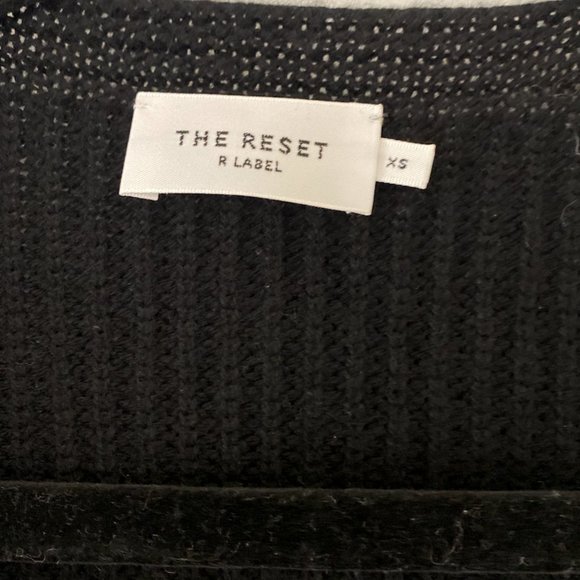 THE RESET
R LABEL
XS